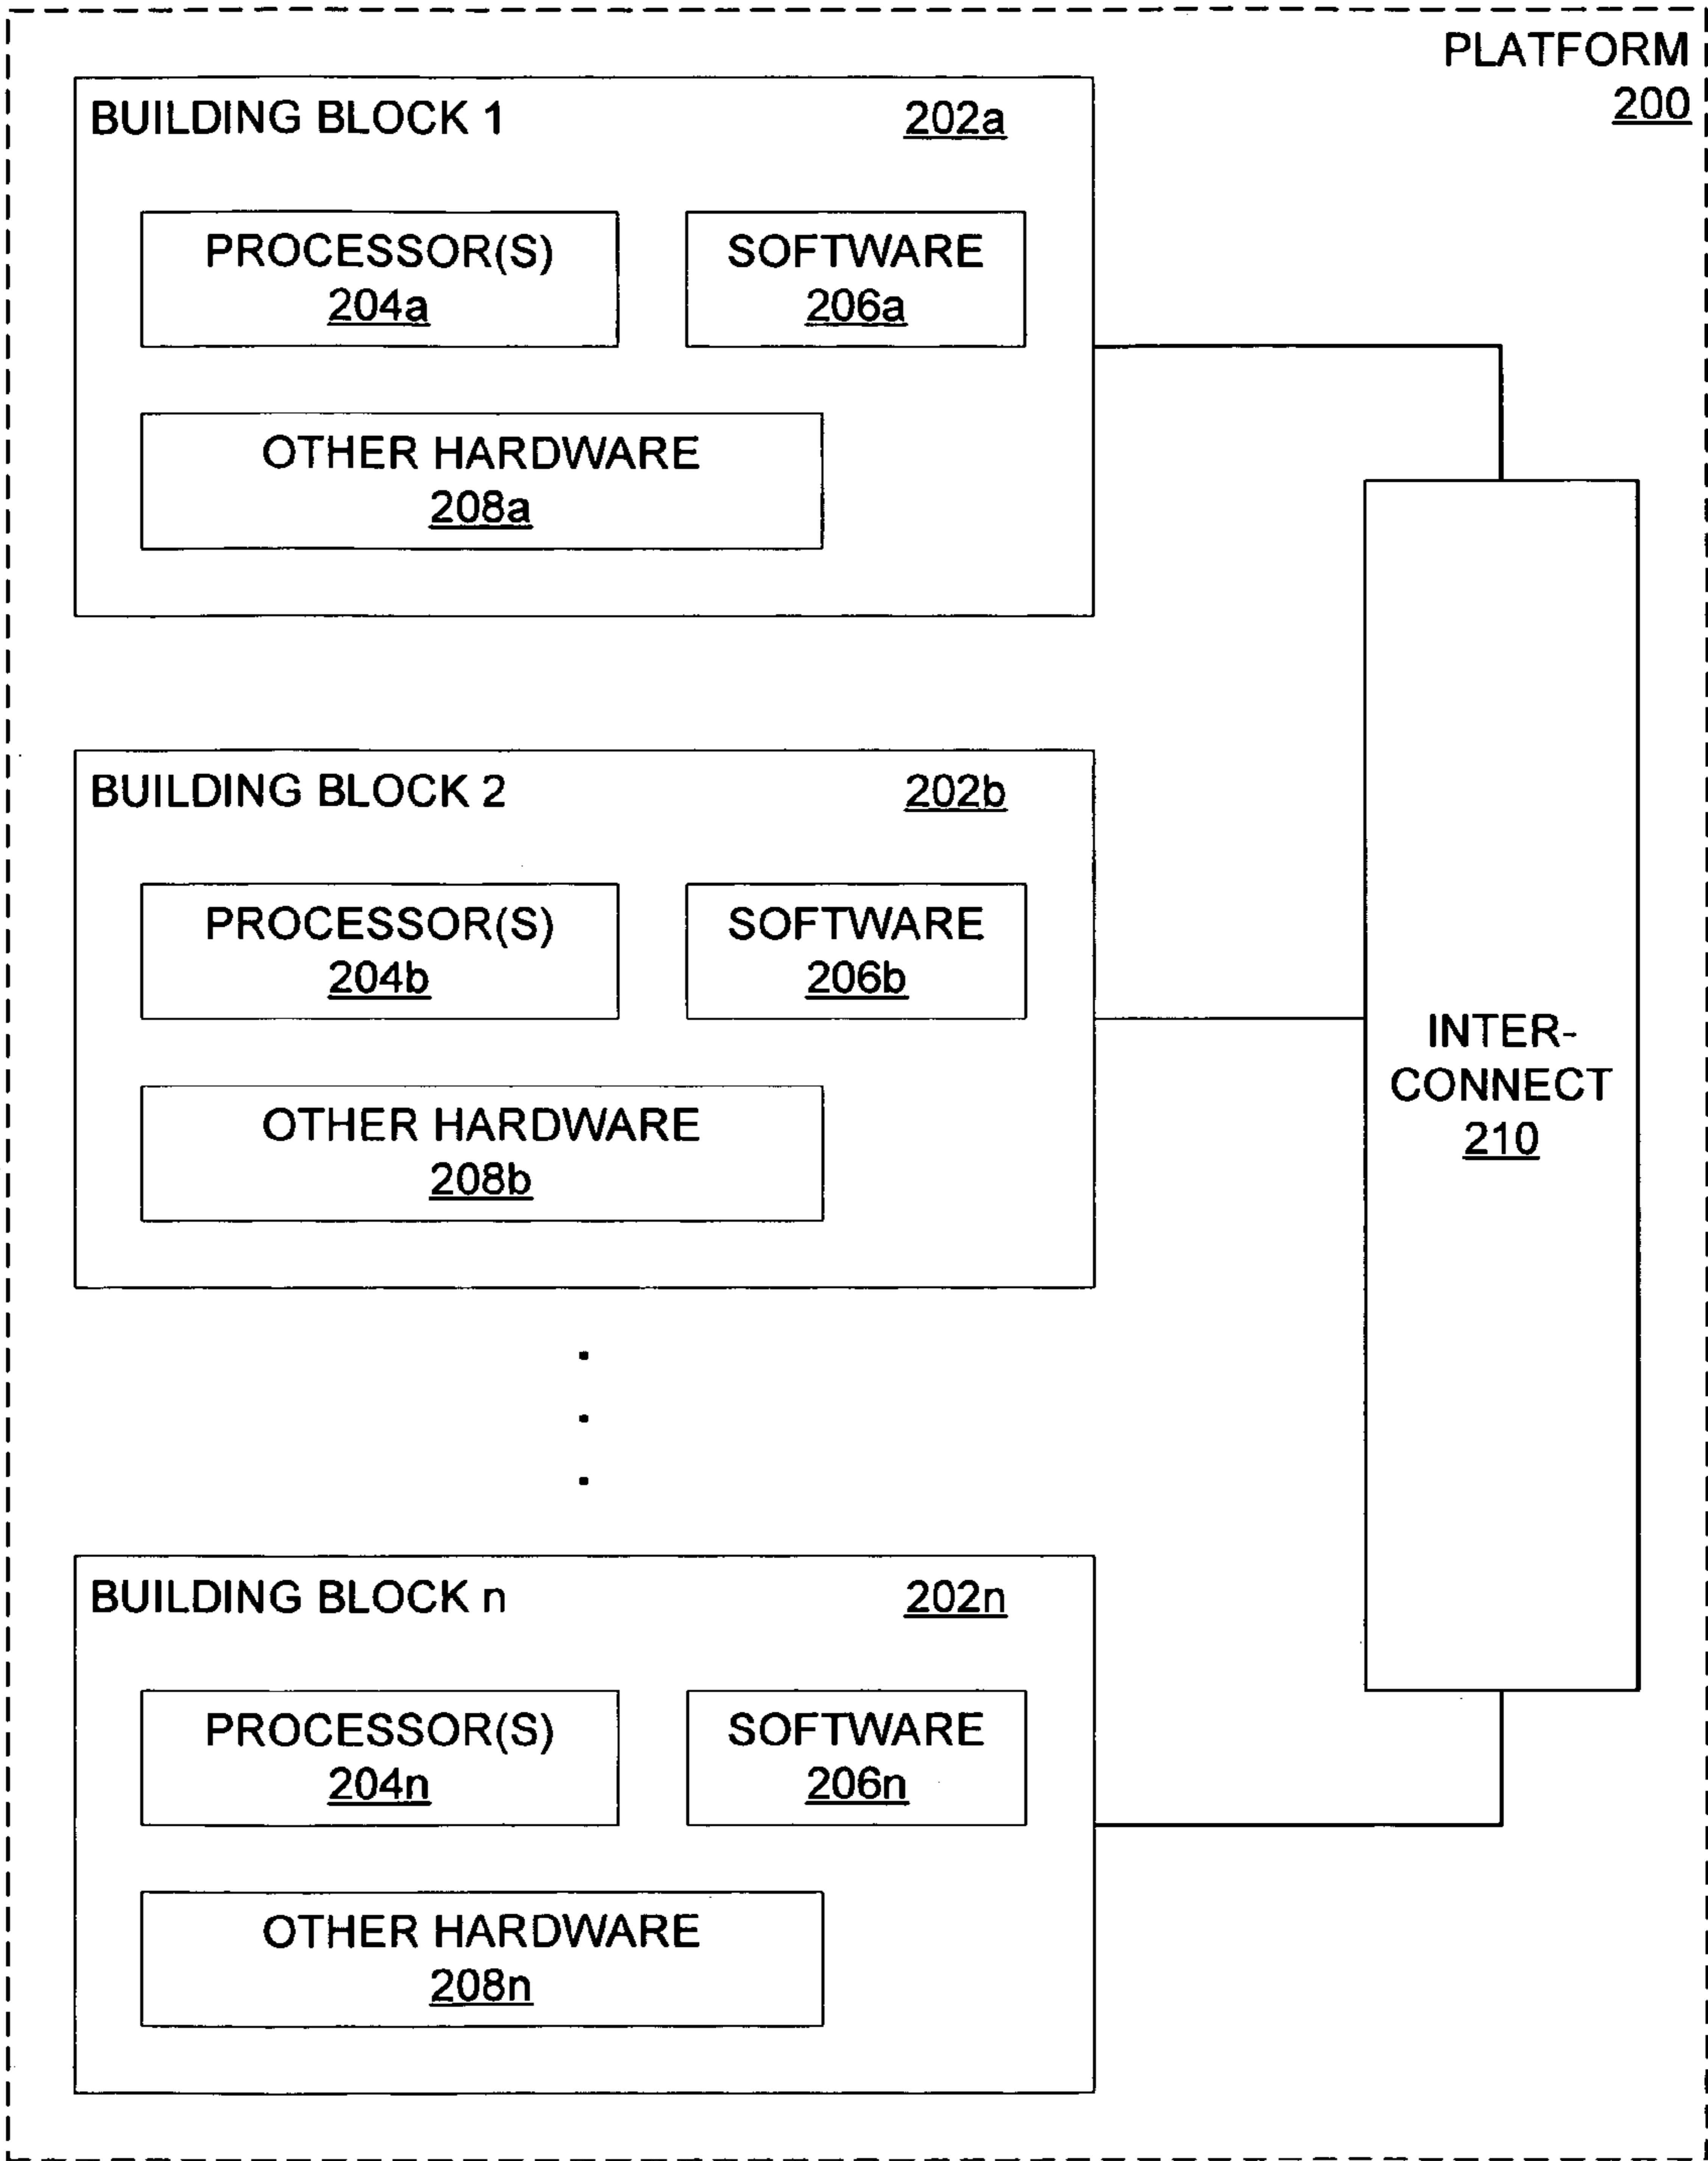 PLATFORM
200
BUILDING BLOCK 1 202a
PROCESSOR(S)
204a
SOFTWARE
206a
OTHER HARDWARE
208a
BUILDING BLOCK 2 202b
PROCESSOR(S)
204b
SOFTWARE
206b
OTHER HARDWARE
208b
INTER-
CONNECT
210
BUILDING BLOCK n 202n
PROCESSOR(S)
204n
SOFTWARE
206n
OTHER HARDWARE
208n